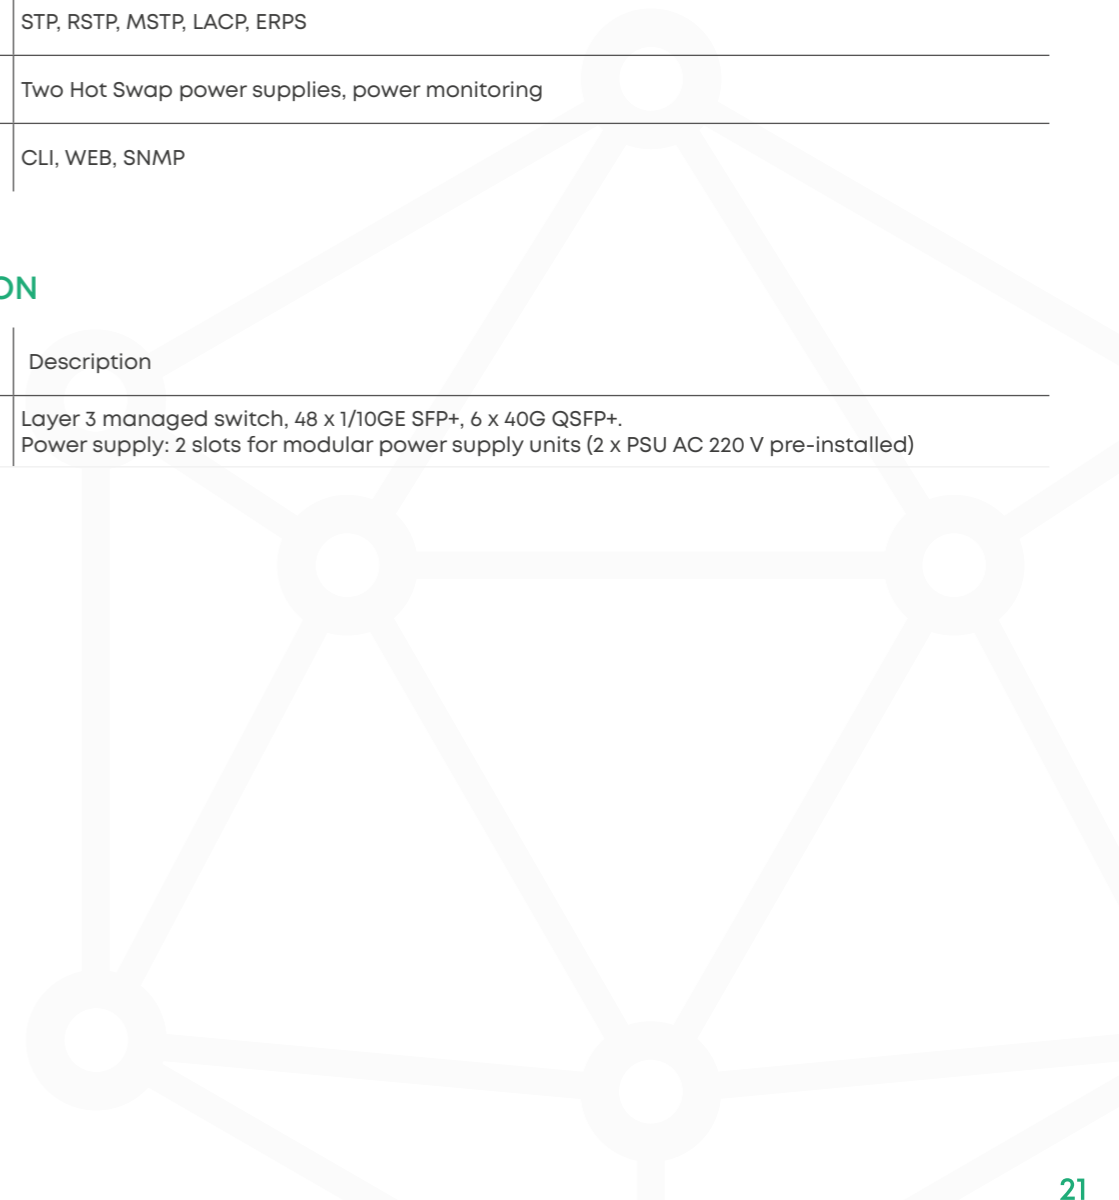 STP, RSTP, MSTP, LACP, ERPS
Two Hot Swap power supplies, power monitoring
CLI, WEB, SNMP
ON
Description
Layer 3 managed switch, 48 x 1/10GE SFP+, 6 x 40G QSFP+.
Power supply: 2 slots for modular power supply units (2 x PSU AC 220 V pre-installed)
21